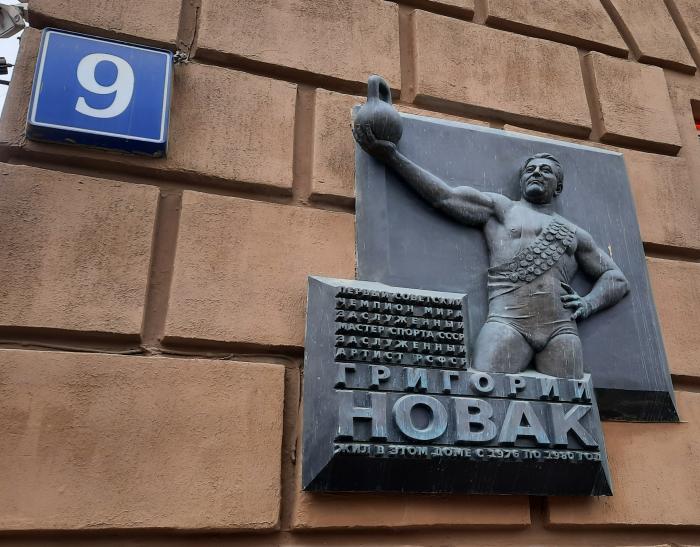 9
ПЕРВЫЙ СОВЕТСКИЙ
ЧЕМПИОН МИРА
ЗАСЛУЖЕННЫЙ
МАСТЕР СПОРТА СССР
ЗАСЛУЖЕННЫЙ
АРТИСТ РСФСР
ГРИГОРИЙ
НОВАК
ЖИЛ В ЭТОМ ДОМЕ С 1976 ПО 1980 ГОД